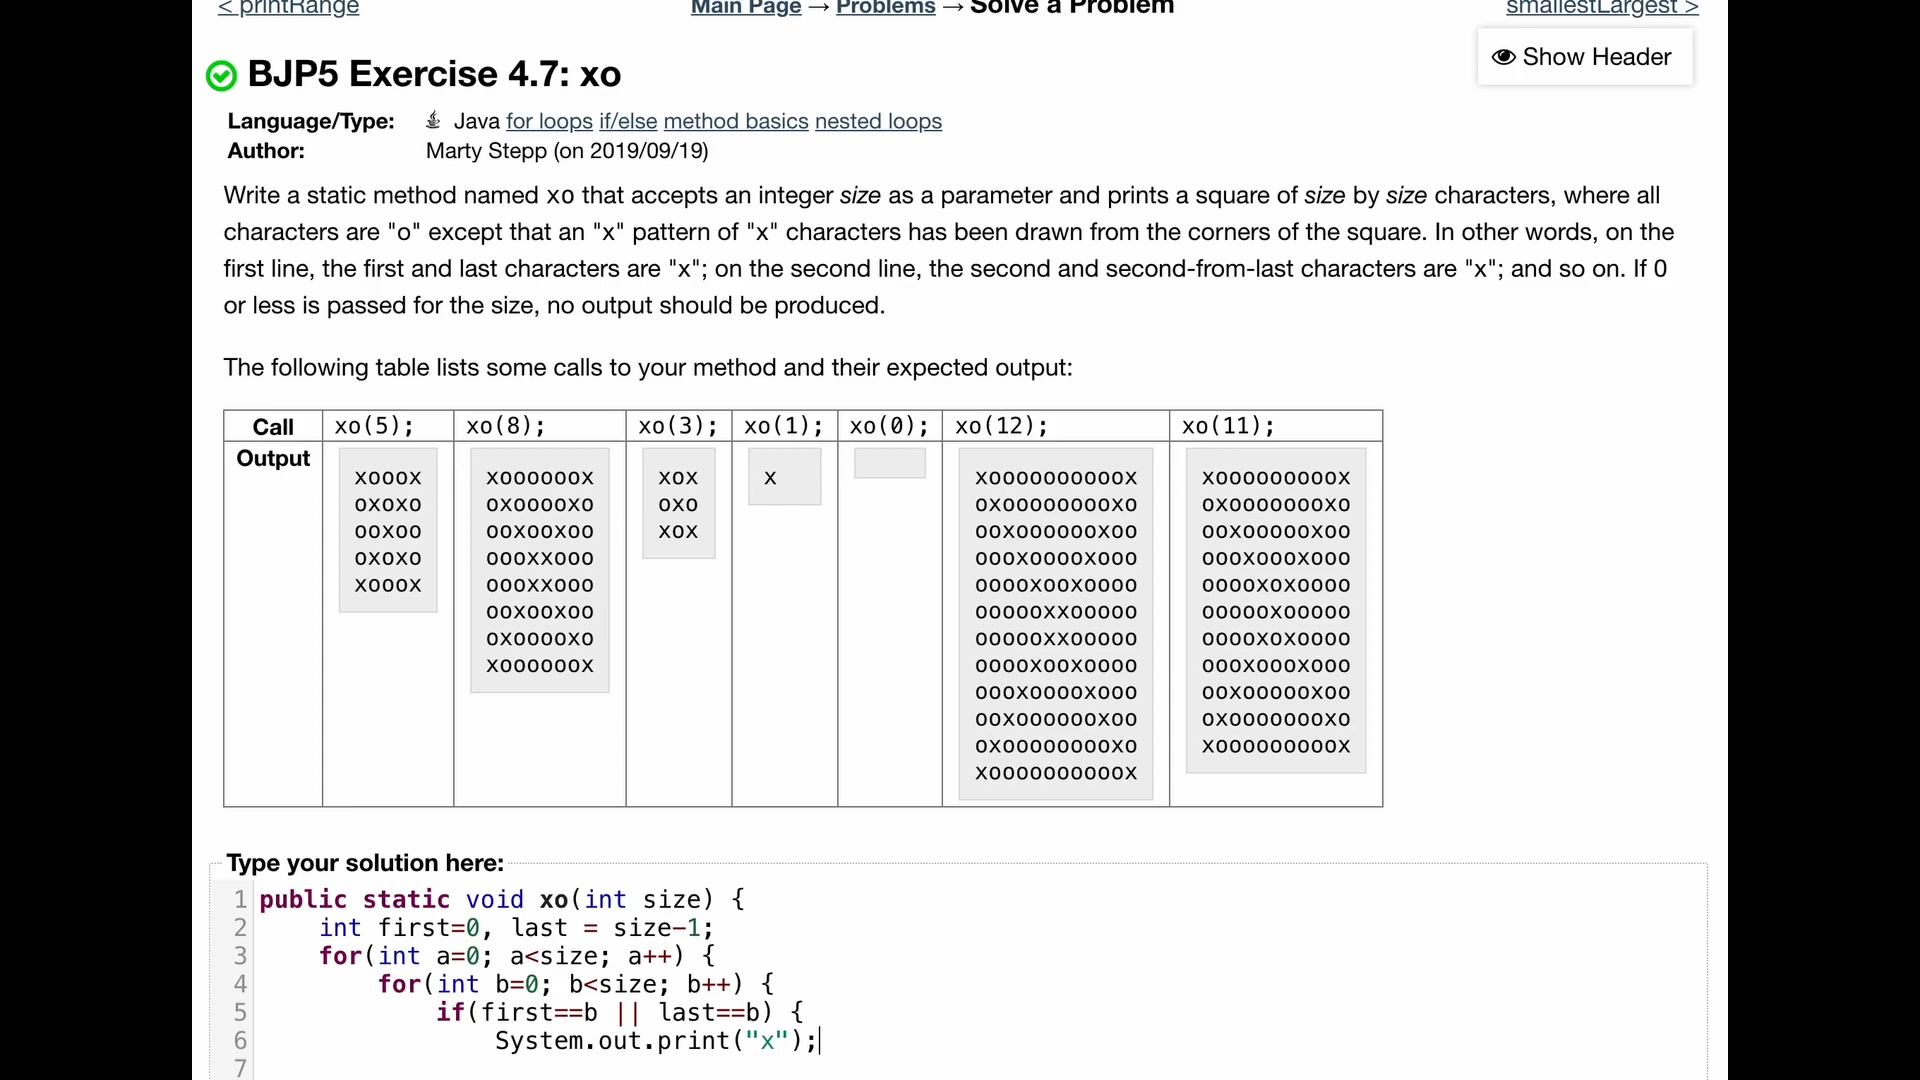 < printRange Main Page → Problems → Solve a Problem smallestLargest >
Show Header
BJP5 Exercise 4.7: xo
Language/Type: Java for loops if/else method basics nested loops
Author: Marty Stepp (on 2019/09/19)
Write a static method named xo that accepts an integer size as a parameter and prints a square of size by size characters, where all
characters are "o" except that an "x" pattern of "x" characters has been drawn from the corners of the square. In other words, on the
first line, the first and last characters are "x"; on the second line, the second and second-from-last characters are "x"; and so on. If 0
or less is passed for the size, no output should be produced.
The following table lists some calls to your method and their expected output:
Call xo(5); xo(8); xo(3); xo(1); xo(0); xo(12); xo(11);
Output
xooox xoooooox xox x xoooooooooox xooooooooox
oxoxo oxooooxo oxo oxooooooooxo oxoooooooxo
ooxoo ooxooxoo xox ooxooooooxoo ooxoooooxoo
oxoxo oooxxooo oooxooooxooo oooxoooxooo
xooox oooxxooo ooooxooxoooo ooooxoxoooo
ooxooxoo oooooxxooooo oooooxooooo
oxooooxo oooooxxooooo ooooxoxoooo
xoooooox ooooxooxoooo oooxoooxooo
oooxooooxooo ooxoooooxoo
ooxooooooxoo oxoooooooxo
oxooooooooxo xooooooooox
xoooooooooox
Type your solution here:
1 public static void xo(int size) {
2 int first=0, last = size-1;
3 for(int a=0; a<size; a++) {
4 for(int b=0; b<size; b++) {
5 if(first==b || last==b) {
6 System.out.print("x");
7